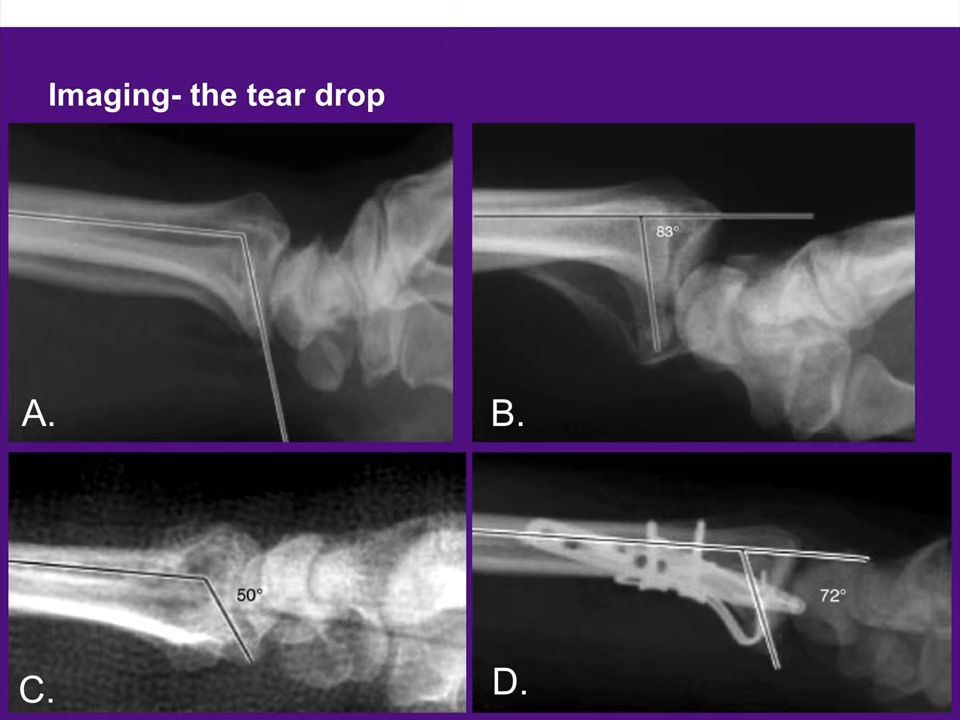 Imaging- the tear drop
83°
A.
B.
50°
72°
C.
D.